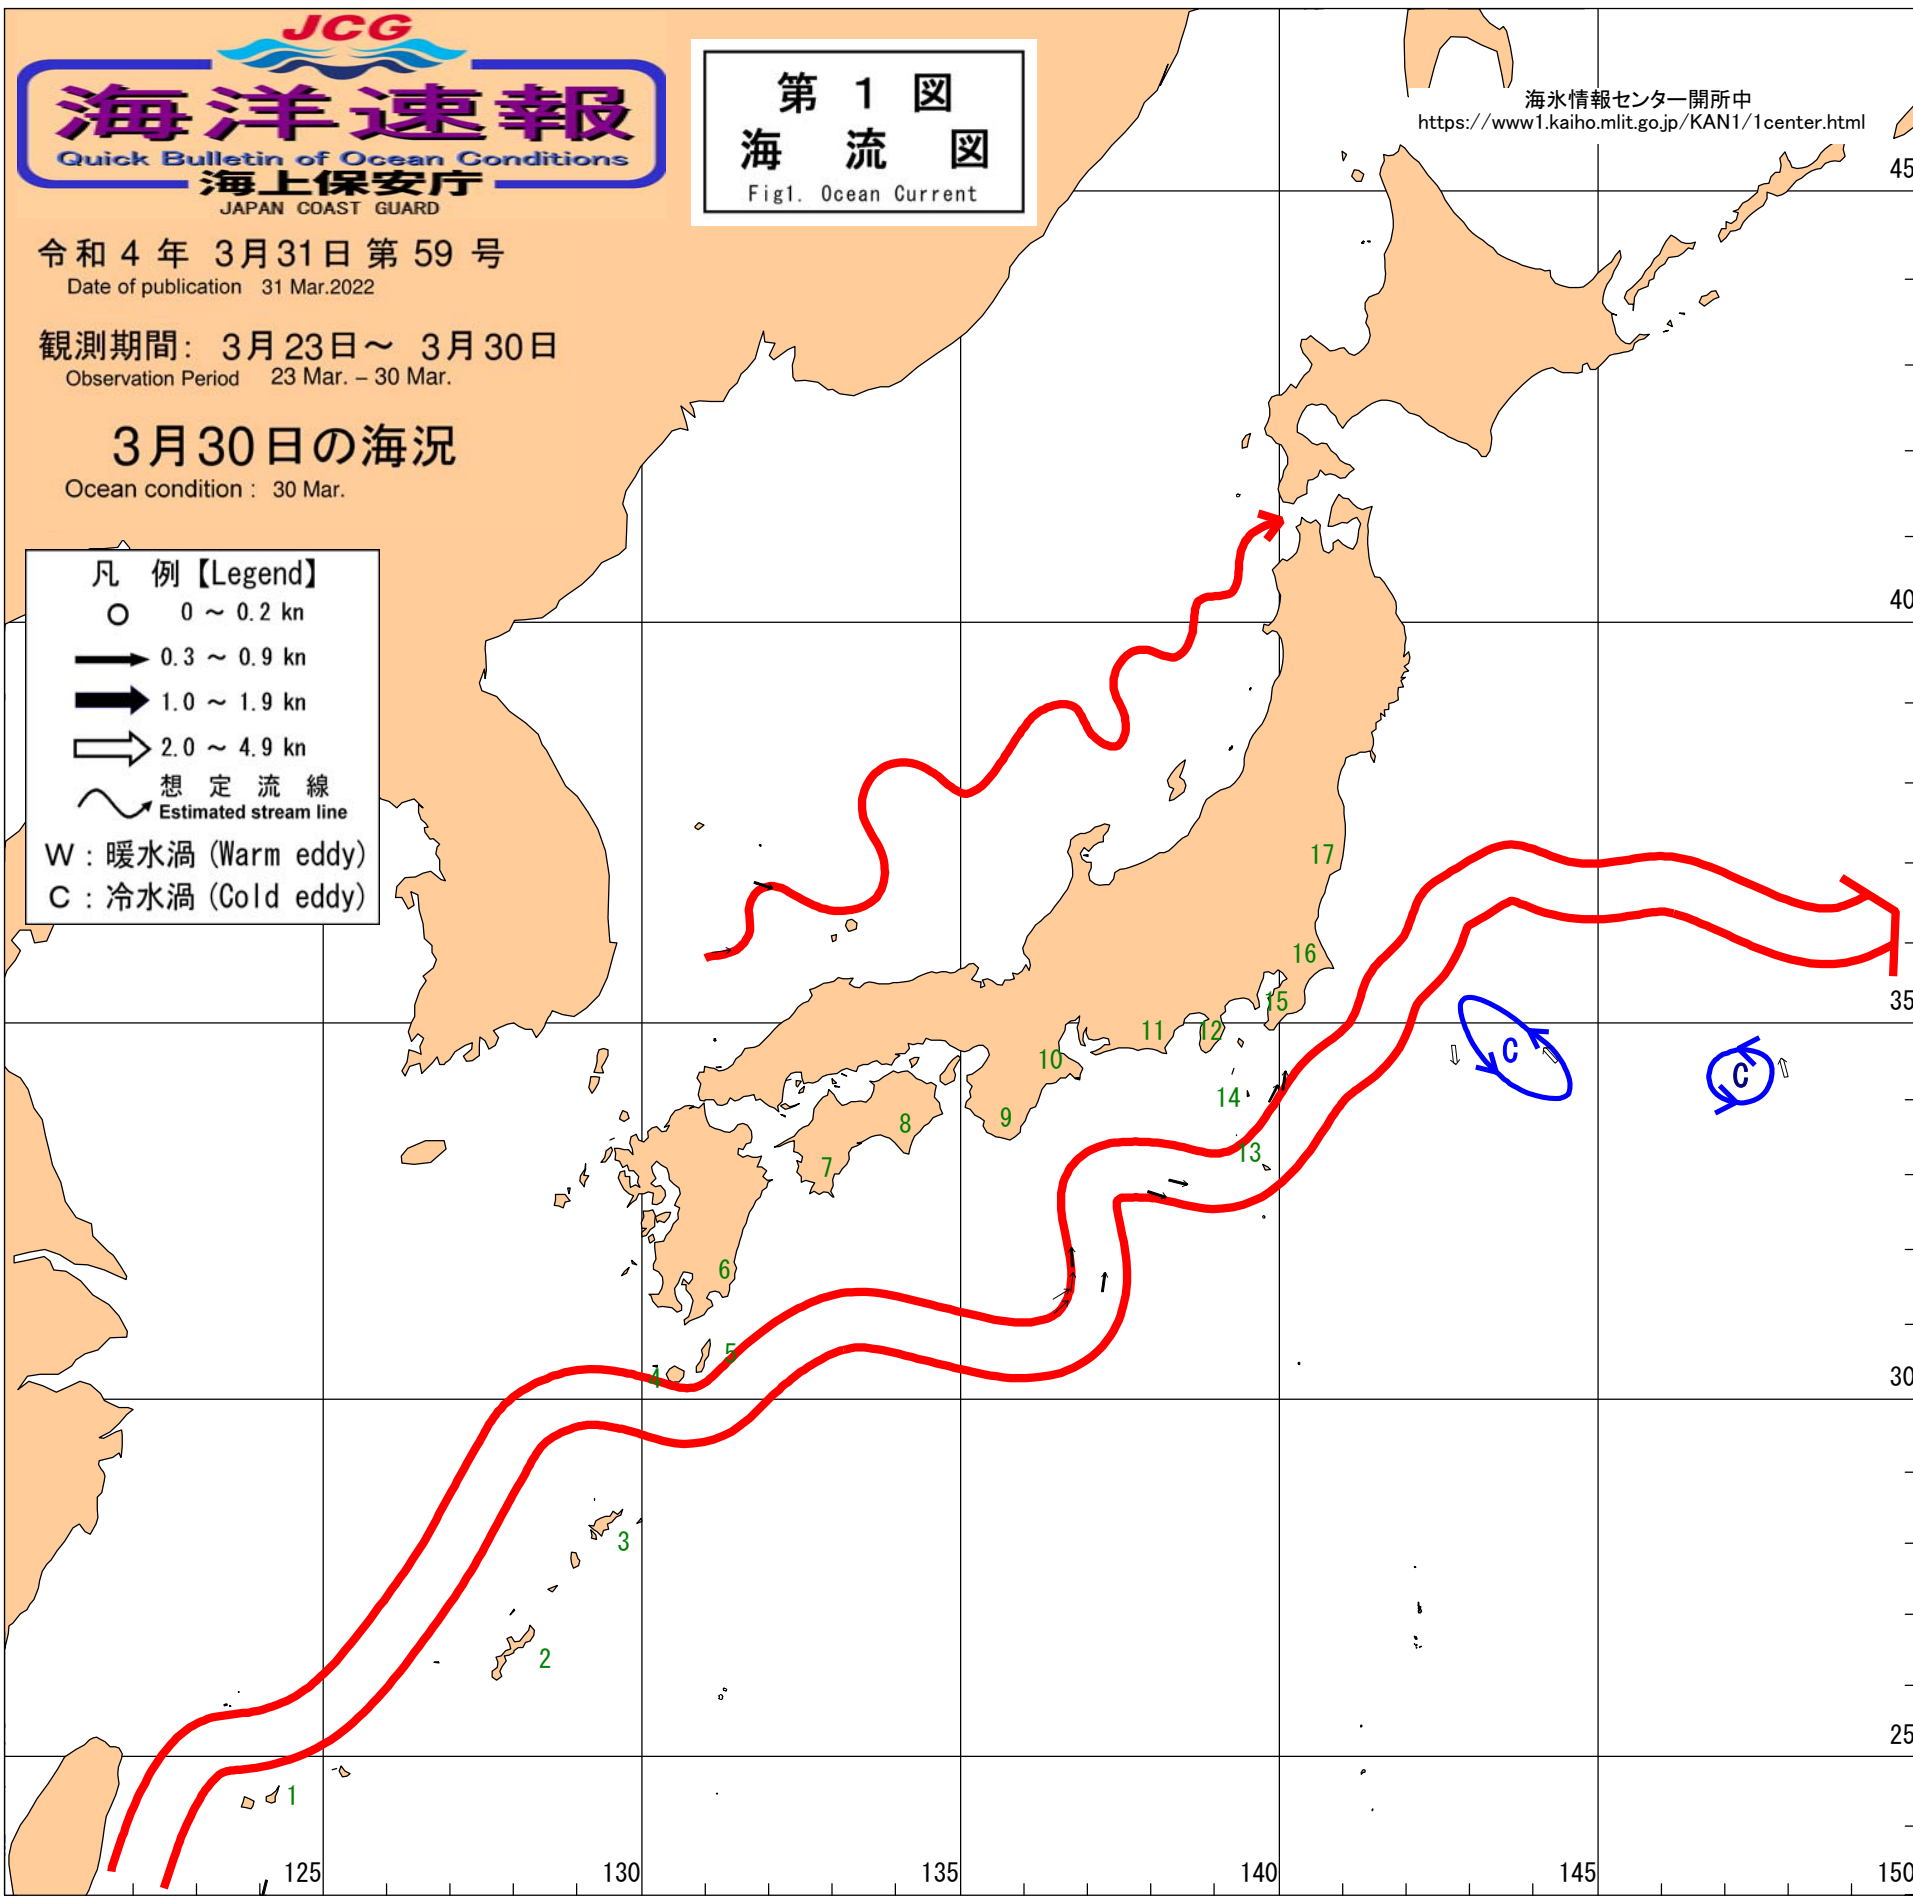 JCG
海洋速報
Quick Bulletin of Ocean Conditions
海上保安庁
JAPAN COAST GUARD
第 1 図
海 流 図
Fig1. Ocean Current
海氷情報センター開所中
https://www1.kaiho.mlit.go.jp/KAN1/1center.html
令和 4 年 3月31日 第 59 号
Date of publication 31 Mar.2022
観測期間: 3月23日～ 3月30日
Observation Period 23 Mar. – 30 Mar.
3月30日の海況
Ocean condition : 30 Mar.
凡 例【Legend】
0 ～ 0.2 kn
0.3 ～ 0.9 kn
1.0 ～ 1.9 kn
2.0 ～ 4.9 kn
想 定 流 線
Estimated stream line
W : 暖水渦 (Warm eddy)
C : 冷水渦 (Cold eddy)
45
40
17
16
35
15
12
11
10
C
C
14
9
8
13
7
6
5
4
30
3
2
25
1
125
130
135
140
145
150